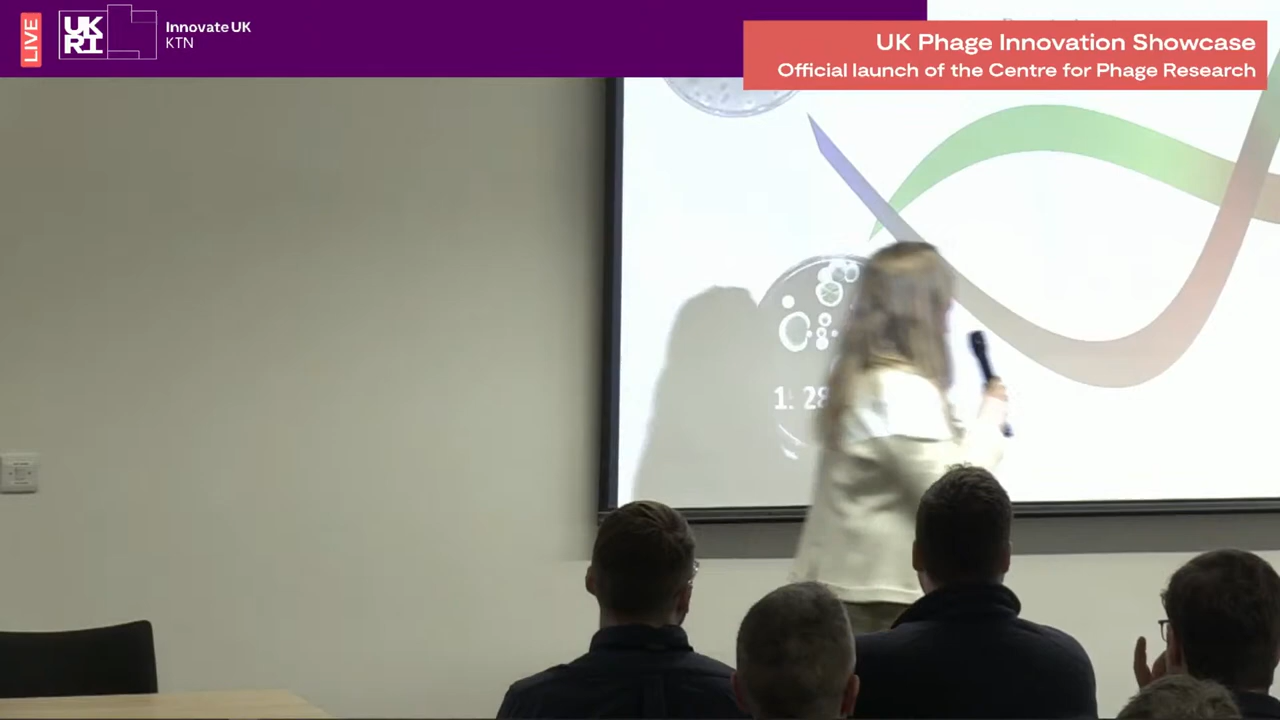 LIVE
UK
RI
Innovate UK
KTN
UK Phage Innovation Showcase
Official launch of the Centre for Phage Research